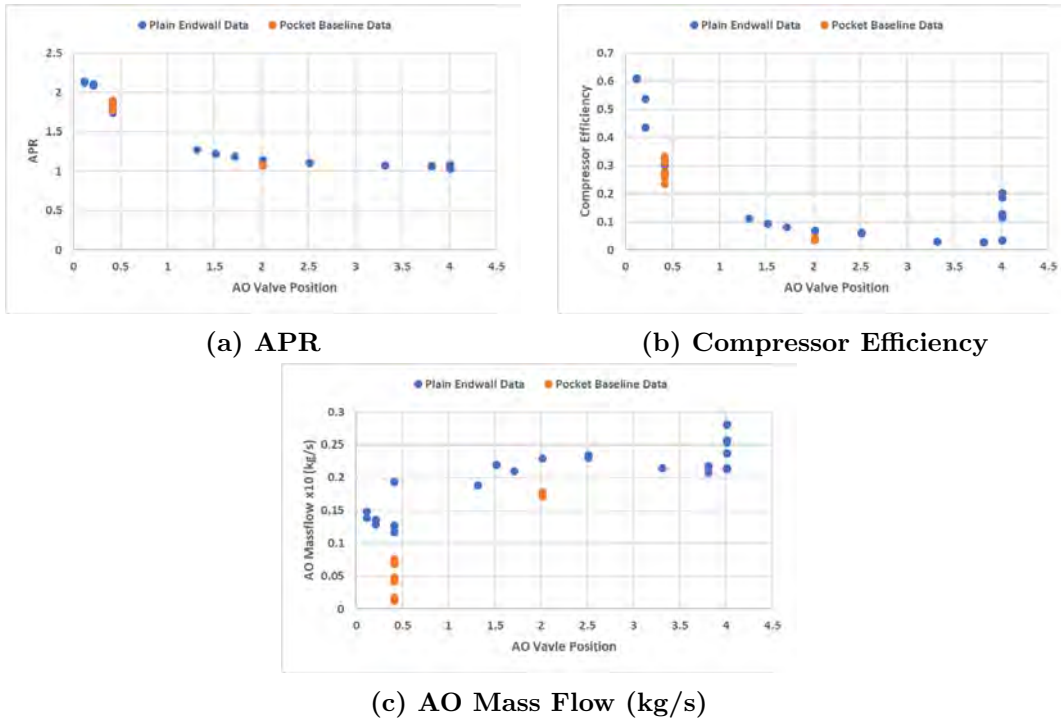 Plain Endwall Data Pocket Baseline Data
2.5
2
1.5
1
0.5
0
APR
0 0.5 1 1.5 2 2.5 3 3.5 4 4.5
AO Valve Position
(a) APR
Plain Endwall Data Pocket Baseline Data
0.7
0.6
0.5
0.4
0.3
0.2
0.1
0
Compressor Efficiency
0 0.5 1 1.5 2 2.5 3 3.5 4 4.5
AO Valve Position
(b) Compressor Efficiency
Plain Endwall Data Pocket Baseline Data
0.3
0.25
0.2
0.15
0.1
0.05
0
AO Massflow x10 (kg/s)
0 0.5 1 1.5 2 2.5 3 3.5 4 4.5
AO Vavle Position
(c) AO Mass Flow (kg/s)